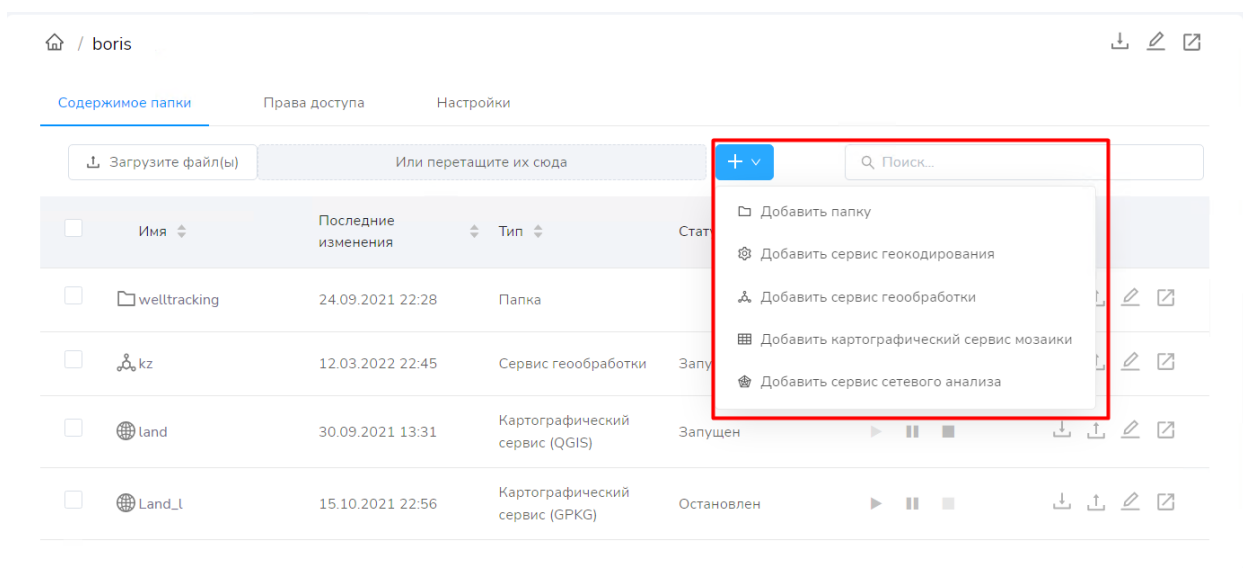 / boris
Содержимое папки Права доступа Настройки
Загрузите файл(ы) Или перетащите их сюда + Поиск...
Имя Последние изменения Тип
Добавить папку
Добавить сервис геокодирования
Добавить сервис геообработки
Добавить картографический сервис мозаики
Добавить сервис сетевого анализа
welltracking 24.09.2021 22:28 Папка
kz 12.03.2022 22:45 Сервис геообработки
land 30.09.2021 13:31 Картографический сервис (QGIS) Запущен
Land_l 15.10.2021 22:56 Картографический сервис (GPKG) Остановлен